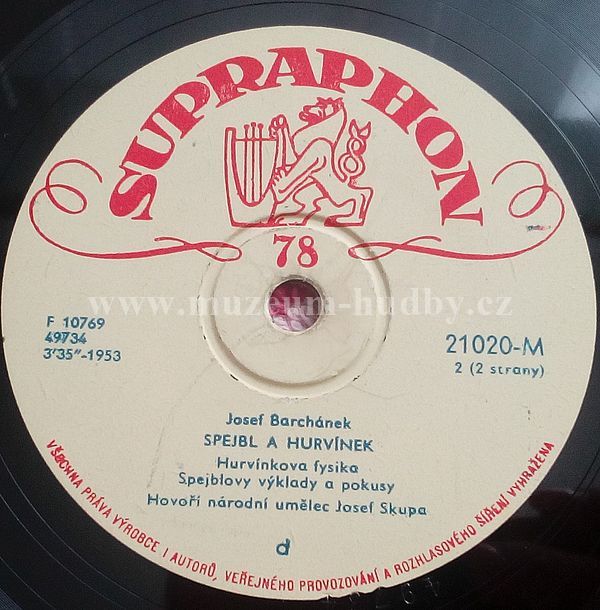 SUPRAPHON
78
www.muzeum-hudby.cz
F 10769
49734
3'35"-1953
21020-M
2 (2 strany)
Josef Barchánek
SPEJBL A HURVÍNEK
Hurvínkova fysika
Spejblovy výklady a pokusy
Hovoří národní umělec Josef Skupa
d
VŠECHNA PRÁVA VÝROBCE I AUTORŮ, VEŘEJNÉHO PROVOZOVÁNÍ A ROZHLASOVÉHO ŠÍŘENÍ VYHRAŽENA